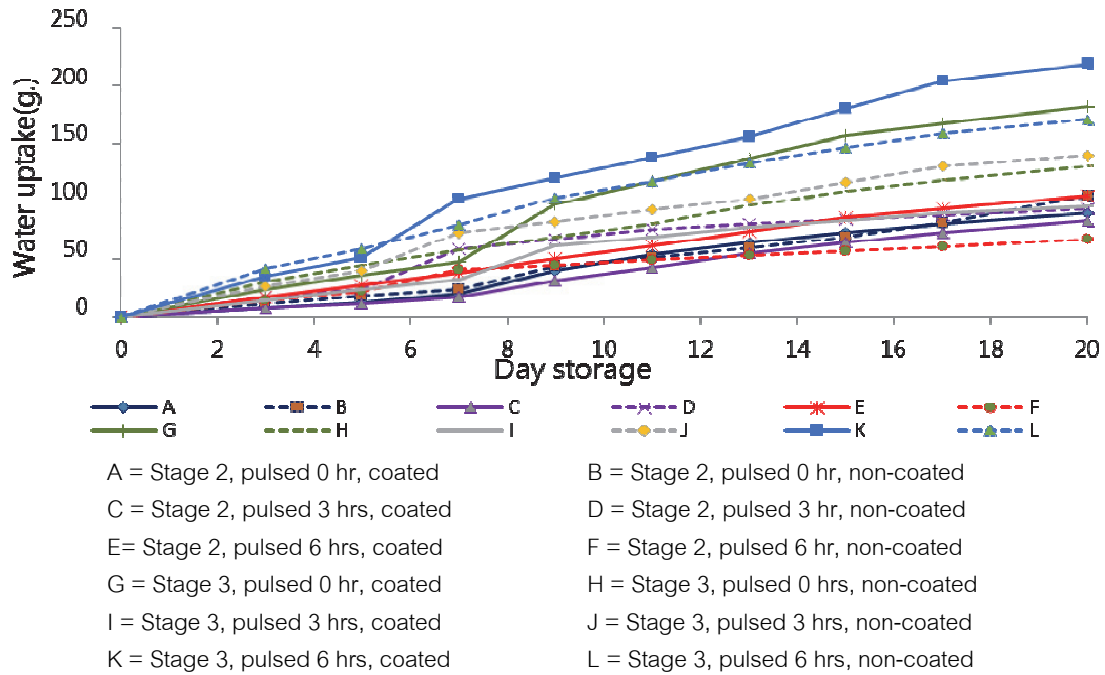 250
200
150
100
50
0
Water uptake(g.)
0 2 4 6 8 10 12 14 16 18 20
Day storage
A B C D E F
G H I J K L
A = Stage 2, pulsed 0 hr, coated B = Stage 2, pulsed 0 hr, non-coated
C = Stage 2, pulsed 3 hrs, coated D = Stage 2, pulsed 3 hr, non-coated
E= Stage 2, pulsed 6 hrs, coated F = Stage 2, pulsed 6 hr, non-coated
G = Stage 3, pulsed 0 hr, coated H = Stage 3, pulsed 0 hrs, non-coated
I = Stage 3, pulsed 3 hrs, coated J = Stage 3, pulsed 3 hrs, non-coated
K = Stage 3, pulsed 6 hrs, coated L = Stage 3, pulsed 6 hrs, non-coated